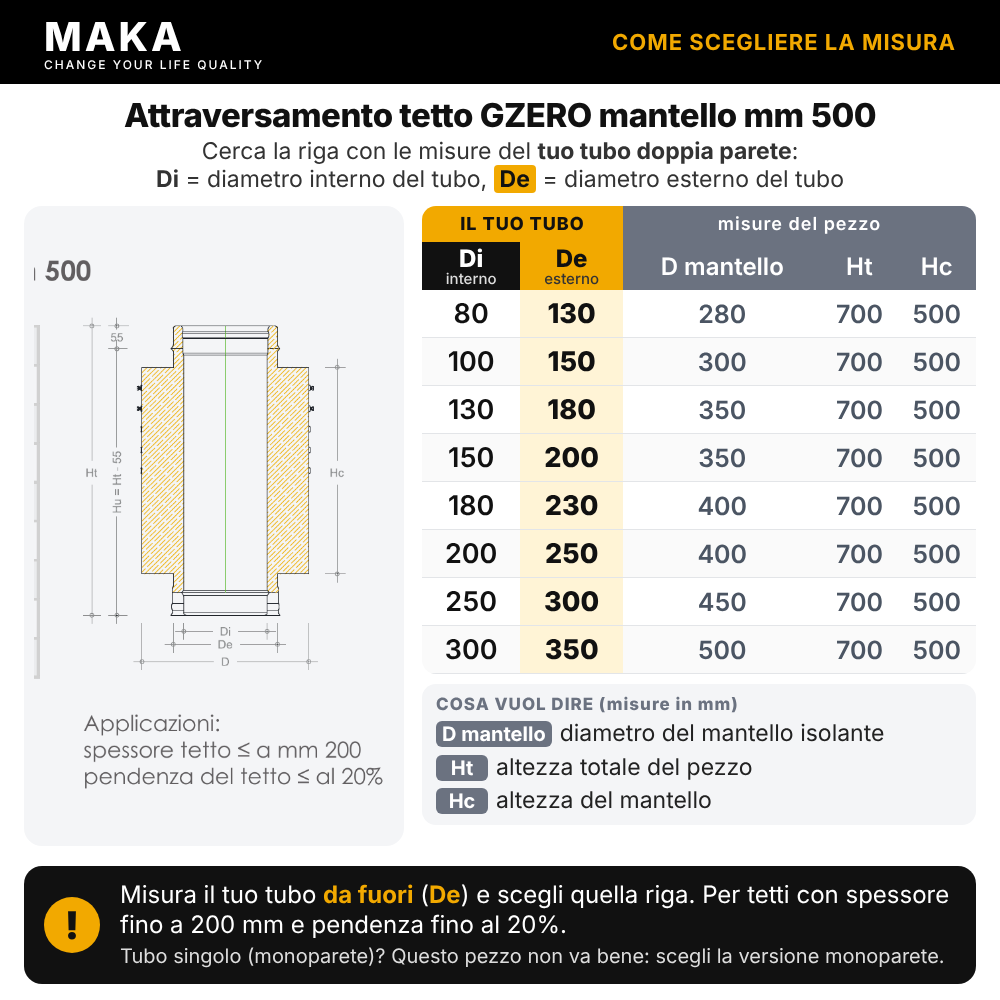 MAKA
CHANGE YOUR LIFE QUALITY
COME SCEGLIERE LA MISURA
Attraversamento tetto GZERO mantello mm 500
Cerca la riga con le misure del tuo tubo doppia parete:
Di = diametro interno del tubo, De = diametro esterno del tubo
500
55
Ht
Hu = Ht - 55
Hc
Di
De
D
Applicazioni:
spessore tetto ≤ a mm 200
pendenza del tetto ≤ al 20%
IL TUO TUBO misure del pezzo
Di De D mantello Ht Hc
interno esterno
80 130 280 700 500
100 150 300 700 500
130 180 350 700 500
150 200 350 700 500
180 230 400 700 500
200 250 400 700 500
250 300 450 700 500
300 350 500 700 500
COSA VUOL DIRE (misure in mm)
D mantello diametro del mantello isolante
Ht altezza totale del pezzo
Hc altezza del mantello
! Misura il tuo tubo da fuori (De) e scegli quella riga. Per tetti con spessore
fino a 200 mm e pendenza fino al 20%.
Tubo singolo (monoparete)? Questo pezzo non va bene: scegli la versione monoparete.